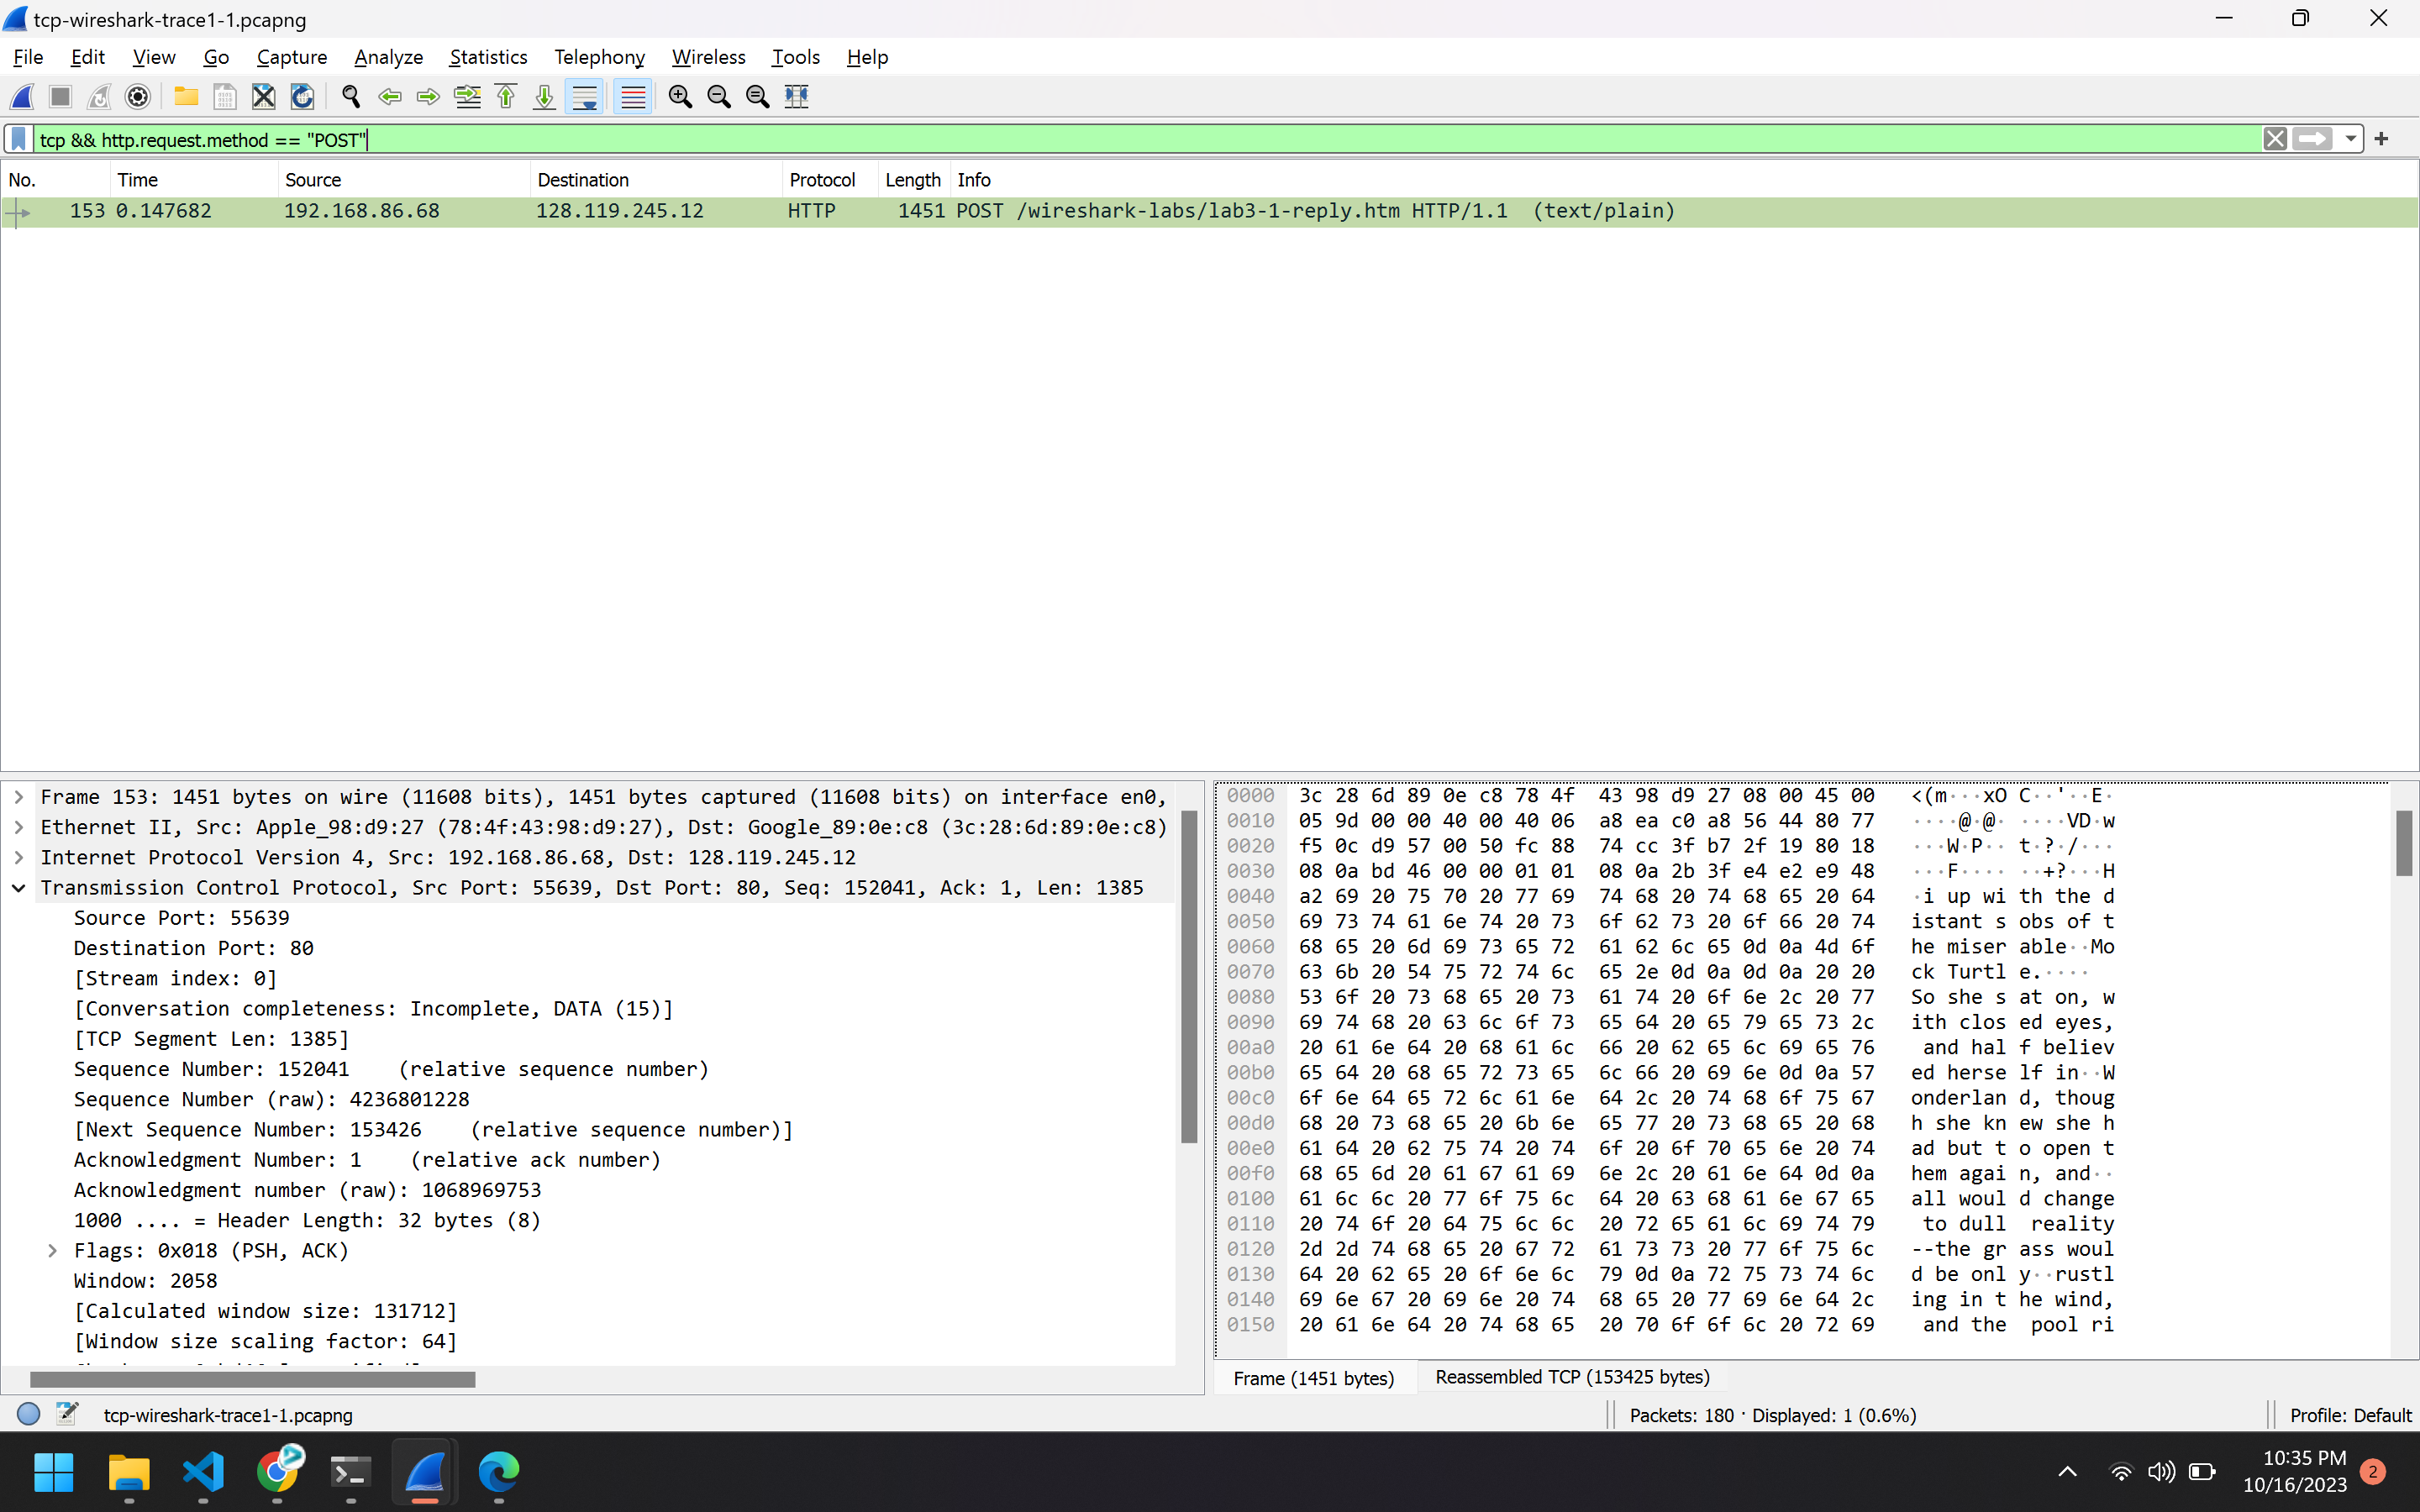 tcp-wireshark-trace1-1.pcapng
File Edit View Go Capture Analyze Statistics Telephony Wireless Tools Help
tcp && http.request.method == "POST"
No. Time Source Destination Protocol Length Info
153 0.147682 192.168.86.68 128.119.245.12 HTTP 1451 POST /wireshark-labs/lab3-1-reply.htm HTTP/1.1 (text/plain)
Frame 153: 1451 bytes on wire (11608 bits), 1451 bytes captured (11608 bits) on interface en0,
Ethernet II, Src: Apple_98:d9:27 (78:4f:43:98:d9:27), Dst: Google_89:0e:c8 (3c:28:6d:89:0e:c8)
Internet Protocol Version 4, Src: 192.168.86.68, Dst: 128.119.245.12
Transmission Control Protocol, Src Port: 55639, Dst Port: 80, Seq: 152041, Ack: 1, Len: 1385
Source Port: 55639
Destination Port: 80
[Stream index: 0]
[Conversation completeness: Incomplete, DATA (15)]
[TCP Segment Len: 1385]
Sequence Number: 152041 (relative sequence number)
Sequence Number (raw): 4236801228
[Next Sequence Number: 153426 (relative sequence number)]
Acknowledgment Number: 1 (relative ack number)
Acknowledgment number (raw): 1068969753
1000 .... = Header Length: 32 bytes (8)
Flags: 0x018 (PSH, ACK)
Window: 2058
[Calculated window size: 131712]
[Window size scaling factor: 64]
0000 3c 28 6d 89 0e c8 78 4f 43 98 d9 27 08 00 45 00 <(m···xO C··'··E·
0010 05 9d 00 00 40 00 40 06 a8 ea c0 a8 56 44 80 77 ····@·@· ····VD·w
0020 f5 0c d9 57 00 50 fc 88 74 cc 3f b7 2f 19 80 18 ···W·P·· t·?·/···
0030 08 0a bd 46 00 00 01 01 08 0a 2b 3f e4 e2 e9 48 ···F···· ··+?···H
0040 a2 69 20 75 70 20 77 69 74 68 20 74 68 65 20 64 ·i up wi th the d
0050 69 73 74 61 6e 74 20 73 6f 62 73 20 6f 66 20 74 istant s obs of t
0060 68 65 20 6d 69 73 65 72 61 62 6c 65 0d 0a 4d 6f he miser able··Mo
0070 63 6b 20 54 75 72 74 6c 65 2e 0d 0a 0d 0a 20 20 ck Turtl e.····
0080 53 6f 20 73 68 65 20 73 61 74 20 6f 6e 2c 20 77 So she s at on, w
0090 69 74 68 20 63 6c 6f 73 65 64 20 65 79 65 73 2c ith clos ed eyes,
00a0 20 61 6e 64 20 68 61 6c 66 20 62 65 6c 69 65 76 and hal f believ
00b0 65 64 20 68 65 72 73 65 6c 66 20 69 6e 0d 0a 57 ed herse lf in··W
00c0 6f 6e 64 65 72 6c 61 6e 64 2c 20 74 68 6f 75 67 onderlan d, thoug
00d0 68 20 73 68 65 20 6b 6e 65 77 20 73 68 65 20 68 h she kn ew she h
00e0 61 64 20 62 75 74 20 74 6f 20 6f 70 65 6e 20 74 ad but t o open t
00f0 68 65 6d 20 61 67 61 69 6e 2c 20 61 6e 64 0d 0a hem agai n, and··
0100 61 6c 6c 20 77 6f 75 6c 64 20 63 68 61 6e 67 65 all woul d change
0110 20 74 6f 20 64 75 6c 6c 20 72 65 61 6c 69 74 79 to dull reality
0120 2d 2d 74 68 65 20 67 72 61 73 73 20 77 6f 75 6c --the gr ass woul
0130 64 20 62 65 20 6f 6e 6c 79 0d 0a 72 75 73 74 6c d be onl y··rustl
0140 69 6e 67 20 69 6e 20 74 68 65 20 77 69 6e 64 2c ing in t he wind,
0150 20 61 6e 64 20 74 68 65 20 70 6f 6f 6c 20 72 69 and the pool ri
Frame (1451 bytes) Reassembled TCP (153425 bytes)
tcp-wireshark-trace1-1.pcapng Packets: 180 · Displayed: 1 (0.6%) Profile: Default
10:35 PM
10/16/2023
2